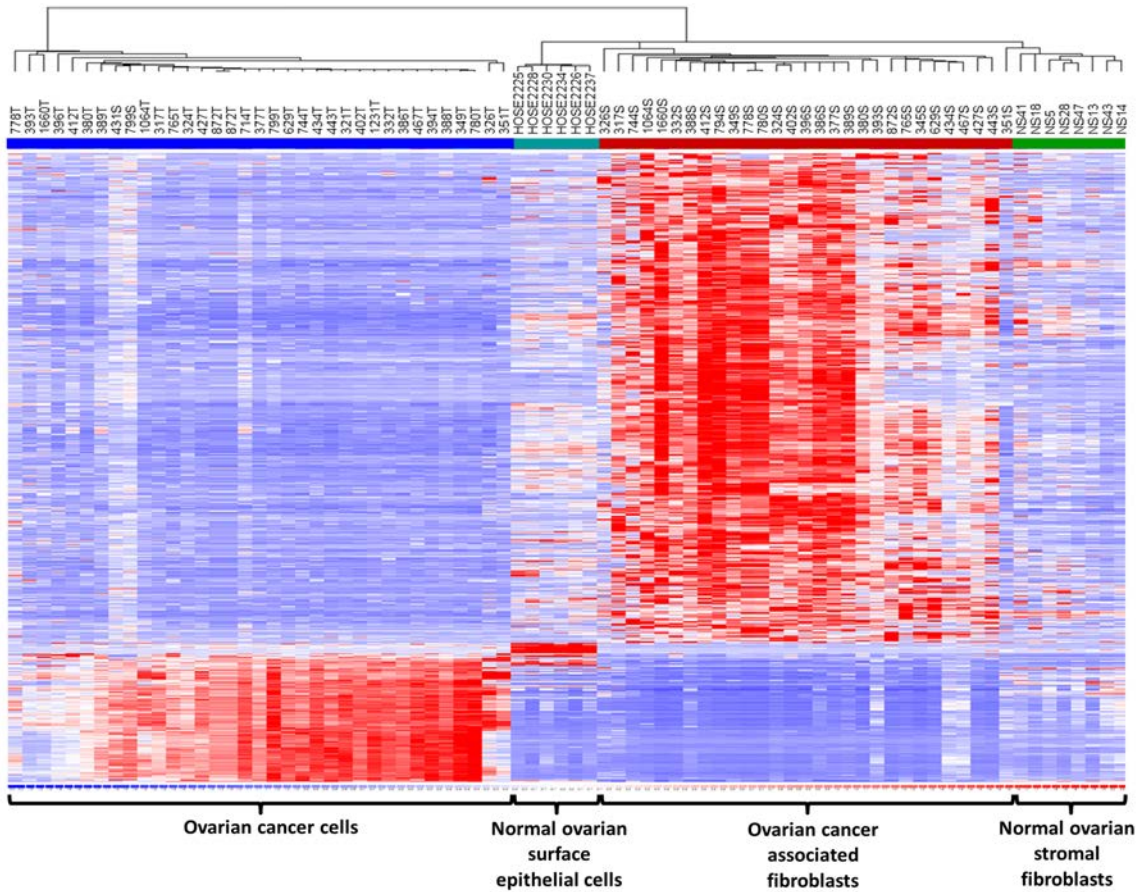 778T
393T
1660T
396T
412T
380T
389T
431S
799S
1064T
317T
765T
324T
427T
872T
872T
714T
377T
799T
629T
744T
434T
443T
321T
402T
1231T
332T
386T
467T
394T
388T
349T
780T
326T
351T
HOSE2225
HOSE2228
HOSE2230
HOSE2234
HOSE2226
HOSE2237
326S
317S
744S
1064S
1660S
332S
388S
412S
794S
349S
778S
780S
324S
402S
396S
386S
377S
389S
380S
393S
872S
765S
345S
629S
434S
467S
427S
443S
351S
NS41
NS18
NS5
NS28
NS47
NS13
NS43
NS14
Ovarian cancer cells
Normal ovarian
surface
epithelial cells
Ovarian cancer
associated
fibroblasts
Normal ovarian
stromal
fibroblasts